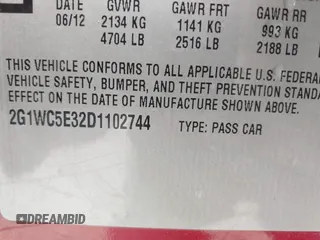 DATE GVWR GAWR FRT GAWR RR
06/12 2134 KG 1141 KG 993 KG
4704 LB 2516 LB 2188 LB
THIS VEHICLE CONFORMS TO ALL APPLICABLE U.S. FEDERA
VEHICLE SAFETY, BUMPER, AND THEFT PREVENTION STANDA
EFFECT ON THE DATE OF MANUFACTURE SHOWN ABOVE.
2G1WC5E32D1102744 TYPE: PASS CAR
DREAMBID